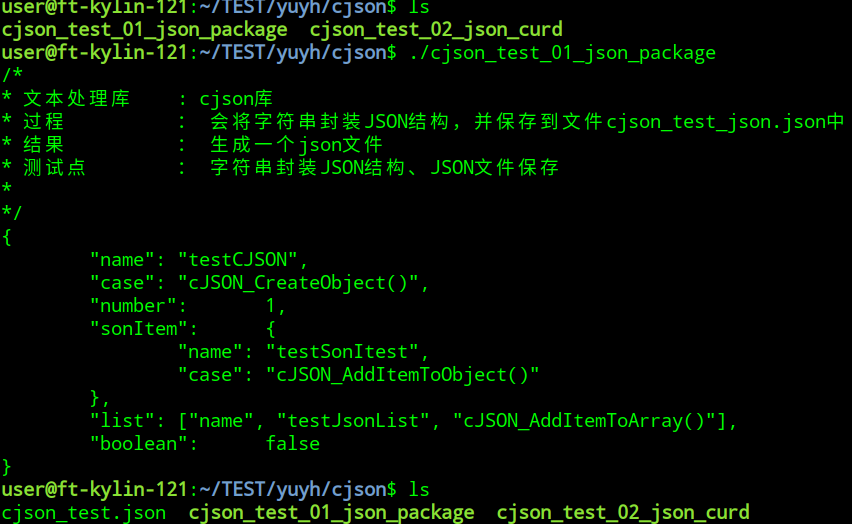 user@ft-kylin-121:~/TEST/yuyh/cjson$ ls
cjson_test_01_json_package  cjson_test_02_json_curd
user@ft-kylin-121:~/TEST/yuyh/cjson$ ./cjson_test_01_json_package
/*
* 文本处理库    : cjson库
* 过程          :  会将字符串封装JSON结构，并保存到文件cjson_test_json.json中
* 结果          :  生成一个json文件
* 测试点        :  字符串封装JSON结构、JSON文件保存
*
*/
{
        "name": "testCJSON",
        "case": "cJSON_CreateObject()",
        "number":       1,
        "sonItem":      {
                "name": "testSonItest",
                "case": "cJSON_AddItemToObject()"
        },
        "list": ["name", "testJsonList", "cJSON_AddItemToArray()"],
        "boolean":      false
}
user@ft-kylin-121:~/TEST/yuyh/cjson$ ls
cjson_test.json  cjson_test_01_json_package  cjson_test_02_json_curd